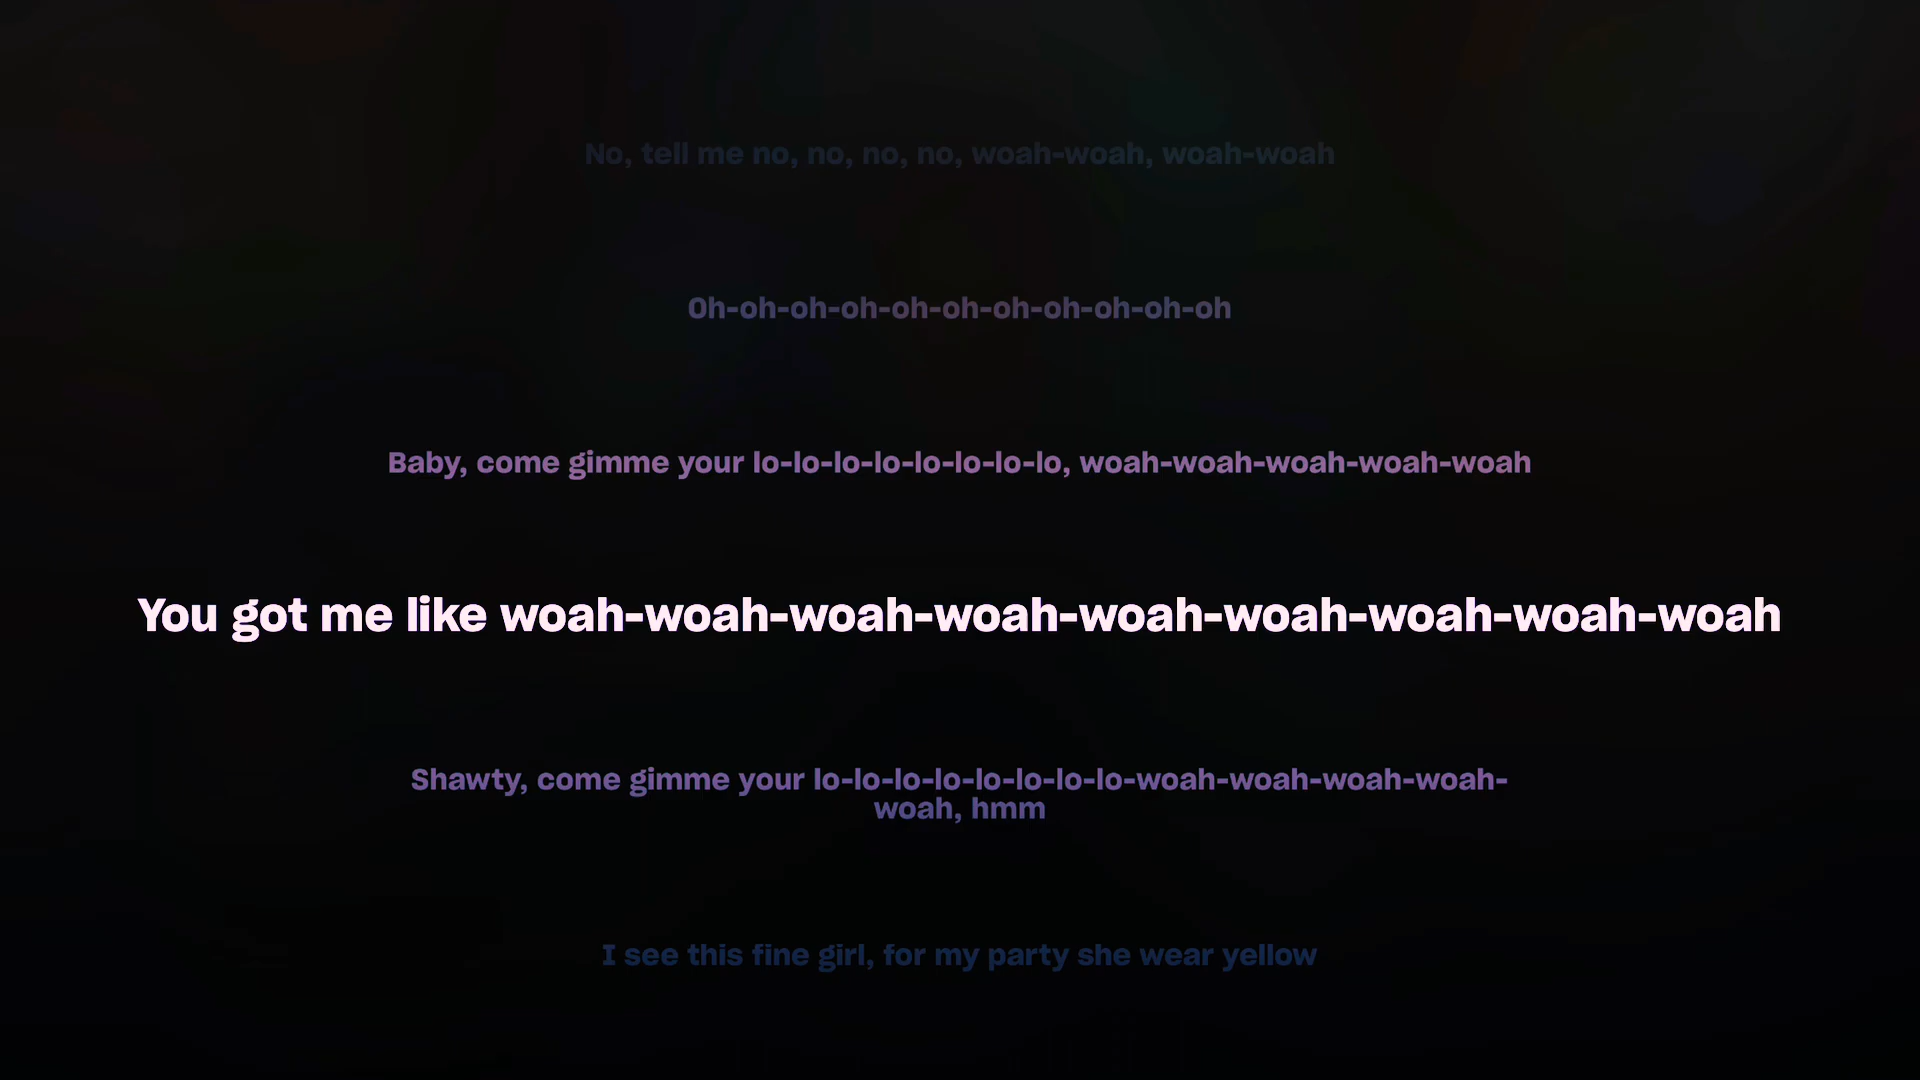 No, tell me no, no, no, no, woah-woah, woah-woah
Oh-oh-oh-oh-oh-oh-oh-oh-oh-oh-oh
Baby, come gimme your lo-lo-lo-lo-lo-lo-lo-lo, woah-woah-woah-woah-woah
You got me like woah-woah-woah-woah-woah-woah-woah-woah-woah
Shawty, come gimme your lo-lo-lo-lo-lo-lo-lo-lo-woah-woah-woah-woah-
woah, hmm
I see this fine girl, for my party she wear yellow